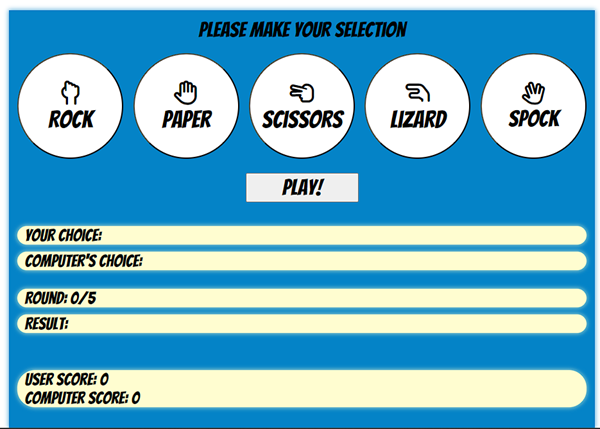 PLEASE MAKE YOUR SELECTION
ROCK PAPER SCISSORS LIZARD SPOCK
PLAY!
YOUR CHOICE:
COMPUTER'S CHOICE:
ROUND: 0/5
RESULT:
USER SCORE: 0
COMPUTER SCORE: 0